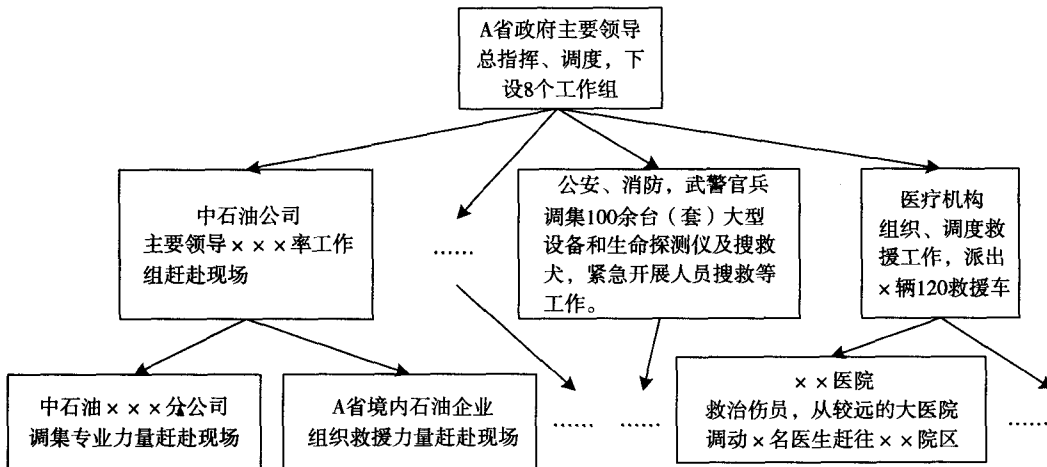 A省政府主要领导
总指挥、调度，下
设8个工作组
中石油公司
主要领导×××率工作
组赶赴现场
……
公安、消防，武警官兵
调集100余台（套）大型
设备和生命探测仪及搜救
犬，紧急开展人员搜救等
工作。
医疗机构
组织、调度救
援工作，派出
×辆120救援车
中石油×××分公司
调集专业力量赶赴现场
A省境内石油企业
组织救援力量赶赴现场
……
……
××医院
救治伤员，从较远的大医院
调动×名医生赶往××院区
……